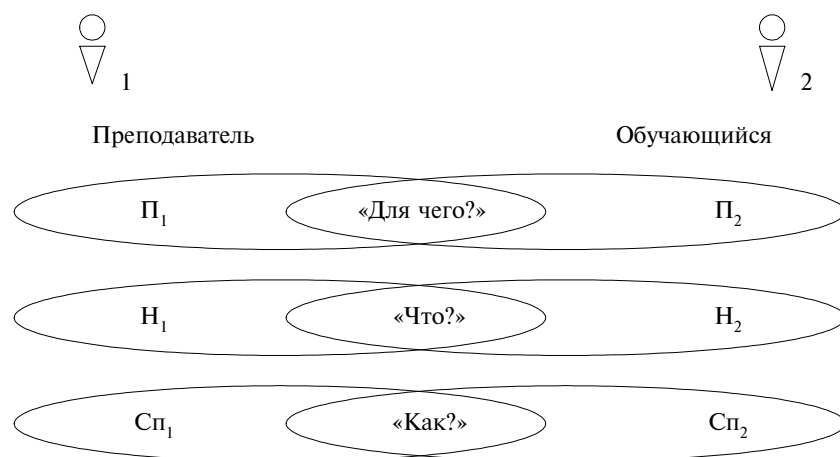 1 2
Преподаватель Обучающийся
П₁ «Для чего?» П₂
Н₁ «Что?» Н₂
Сп₁ «Как?» Сп₂